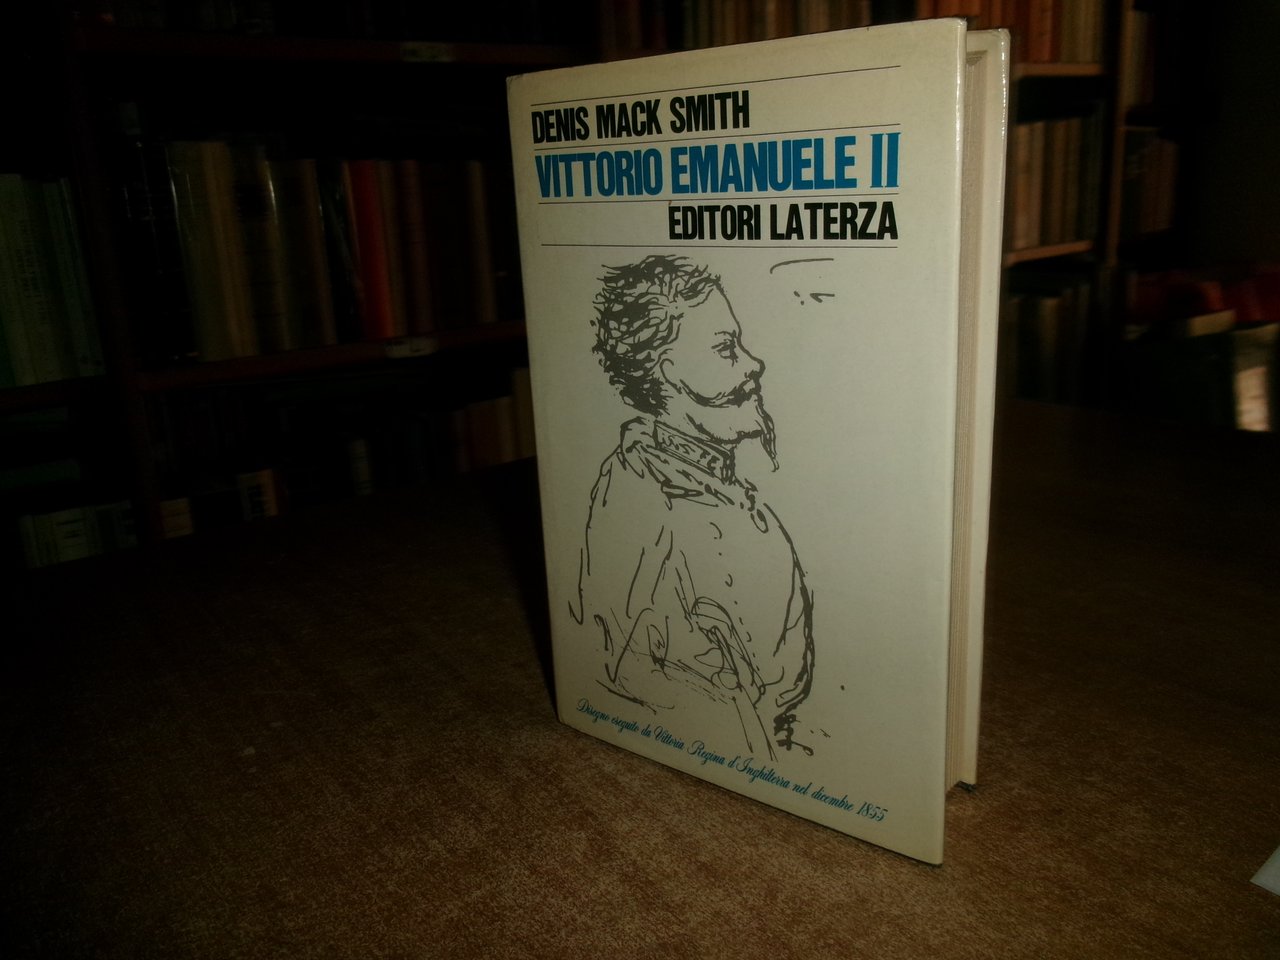 DENIS MACK SMITH
VITTORIO EMANUELE II
EDITORI LATERZA
Disegno eseguito da Vittoria Regina d'Inghilterra nel dicembre 1855